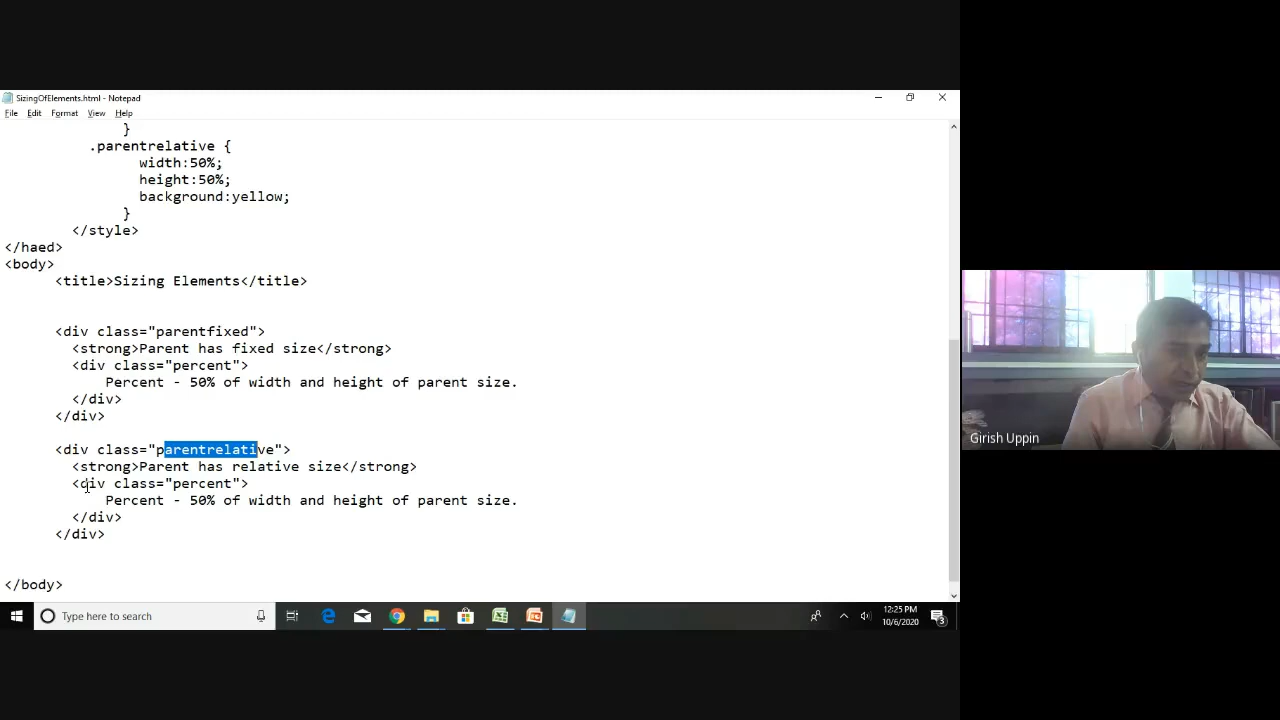 SizingOfElements.html - Notepad
File Edit Format View Help
}
.parentrelative {
width:50%;
height:50%;
background:yellow;
}
</style>
</haed>
<body>
<title>Sizing Elements</title>
<div class="parentfixed">
<strong>Parent has fixed size</strong>
<div class="percent">
Percent - 50% of width and height of parent size.
</div>
</div>
<div class="parentrelative">
<strong>Parent has relative size</strong>
<div class="percent">
Percent - 50% of width and height of parent size.
</div>
</div>
</body>
Girish Uppin
Type here to search
12:25 PM
10/6/2020
3